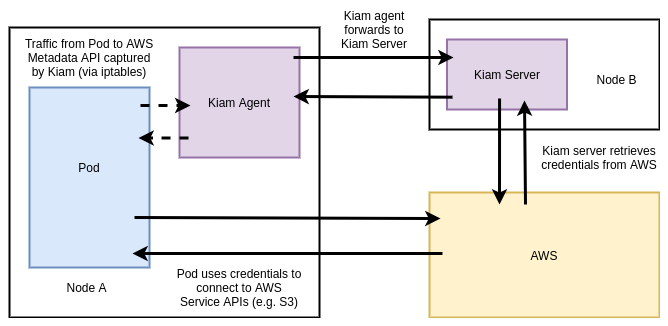 Kiam agent
forwards to
Kiam Server
Traffic from Pod to AWS
Metadata API captured
by Kiam (via iptables)
Kiam Agent
Kiam Server
Node B
Pod
Kiam server retrieves
credentials from AWS
AWS
Node A
Pod uses credentials to
connect to AWS
Service APIs (e.g. S3)